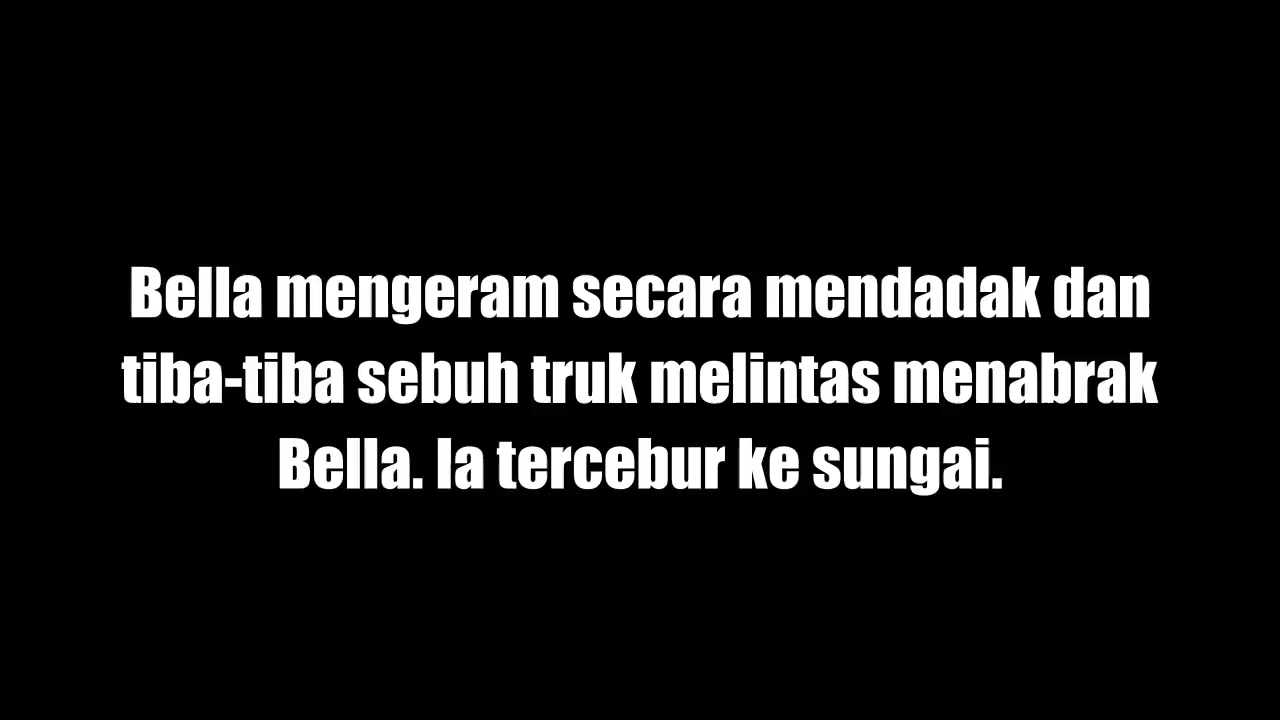 Bella mengeram secara mendadak dan
tiba-tiba sebuh truk melintas menabrak
Bella. Ia tercebur ke sungai.